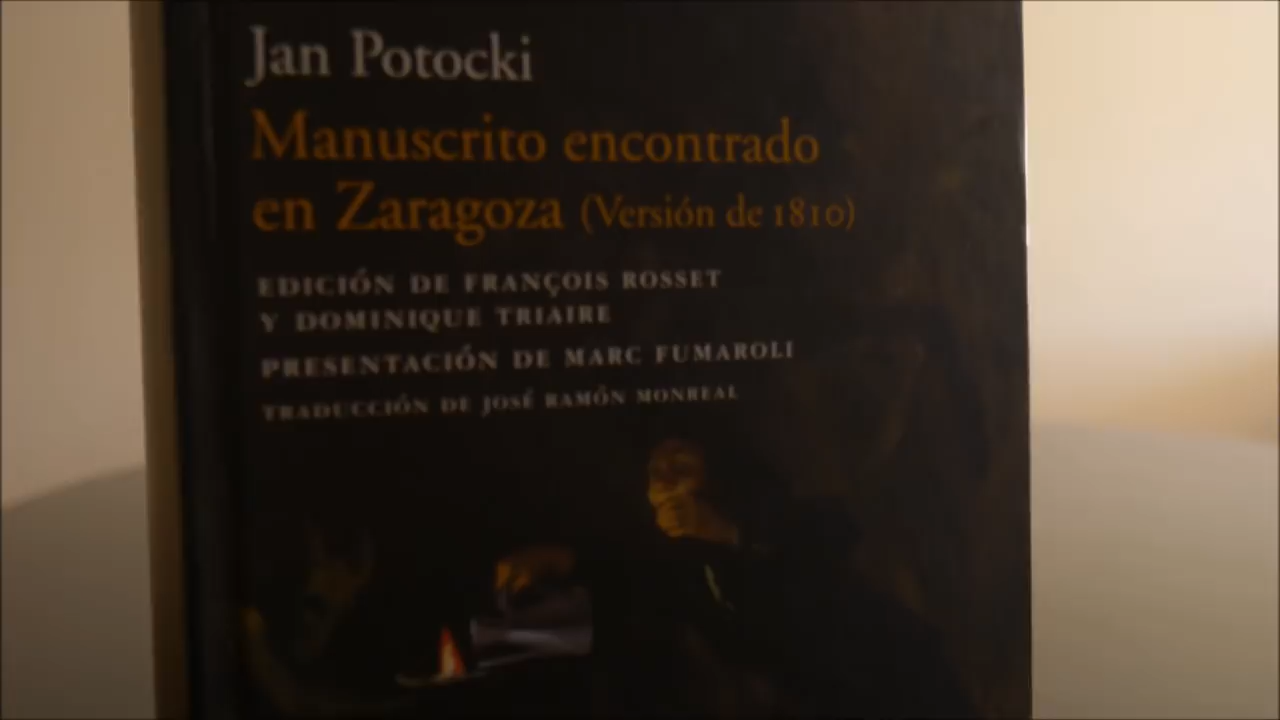 Jan Potocki
Manuscrito encontrado
en Zaragoza (Versión de 1810)
EDICIÓN DE FRANÇOIS ROSSET
Y DOMINIQUE TRIAIRE
PRESENTACIÓN DE MARC FUMAROLI
TRADUCCIÓN DE JOSÉ RAMÓN MONREAL